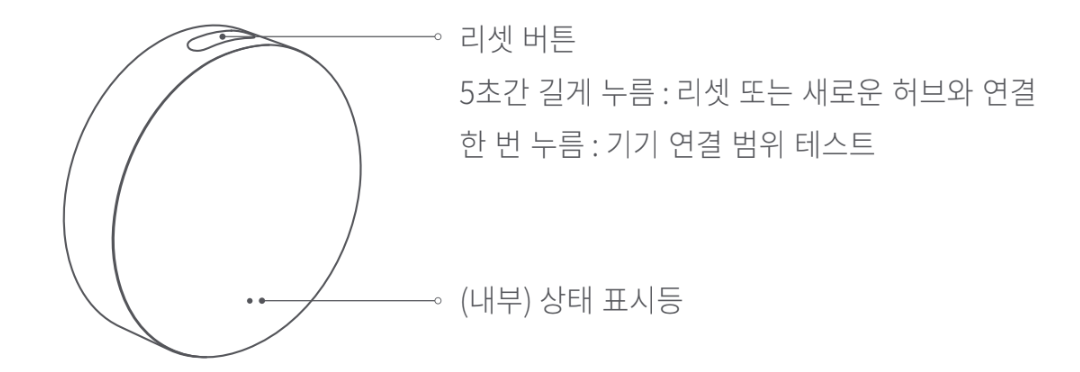 리셋 버튼
5초간 길게 누름 : 리셋 또는 새로운 허브와 연결
한 번 누름 : 기기 연결 범위 테스트
(내부) 상태 표시등